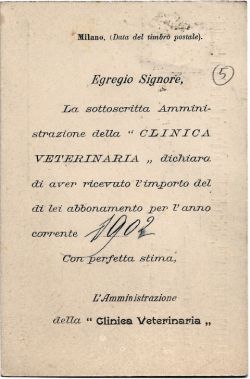 Milano, (Data del timbro postale).
5
Egregio Signore,
La sottoscritta Ammini-
strazione della “ CLINICA
VETERINARIA „ dichiara
di aver ricevuto l'importo del
di lei abbonamento per l'anno
corrente 1902
Con perfetta stima,
L'Amministrazione
della “ Clinica Veterinaria „